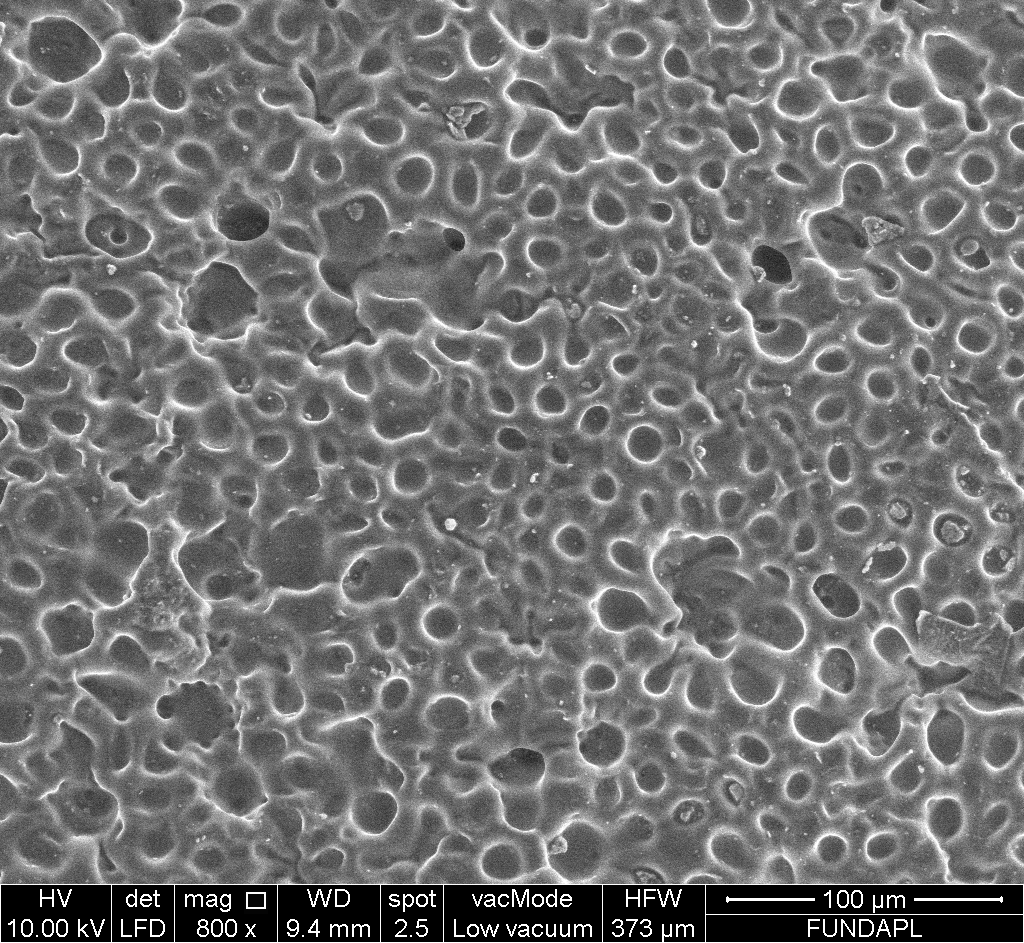 HV det mag □ WD spot vacMode HFW 100 µm
10.00 kV LFD 800 x 9.4 mm 2.5 Low vacuum 373 µm FUNDAPL